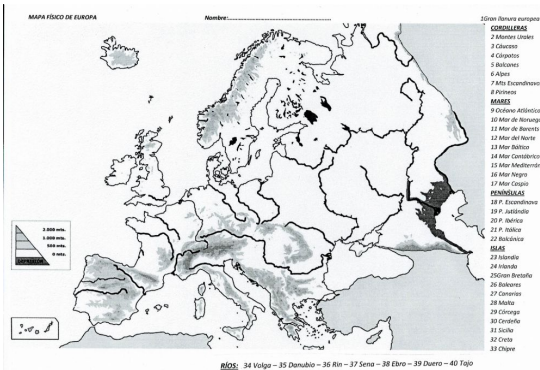 MAPA FÍSICO DE EUROPA
Nombre:
1Gran llanura europea
CORDILLERAS
2 Montes Urales
3 Cáucaso
4 Cárpatos
5 Balcanes
6 Alpes
7 Mts Escandinavo
8 Pirineos
MARES
9 Océano Atlántico
10 Mar de Norueg
11 Mar de Barents
12 Mar del Norte
13 Mar Báltico
14 Mar Cantábrico
15 Mar Mediterrán
16 Mar Negro
17 Mar Caspio
PENÍNSULAS
18 P. Escandinava
19 P. Jutlándia
20 P. Ibérica
21 P. Itálica
22 Balcánica
ISLAS
23 Islandia
24 Irlanda
25Gran Bretaña
26 Baleares
27 Canarias
28 Malta
29 Córcega
30 Cerdeña
31 Sicilia
32 Creta
33 Chipre
2.000 mts.
1.000 mts.
500 mts.
0 mts.
DEPRESIÓN
RÍOS: 34 Volga – 35 Danubio – 36 Rin – 37 Sena – 38 Ebro – 39 Duero – 40 Tajo